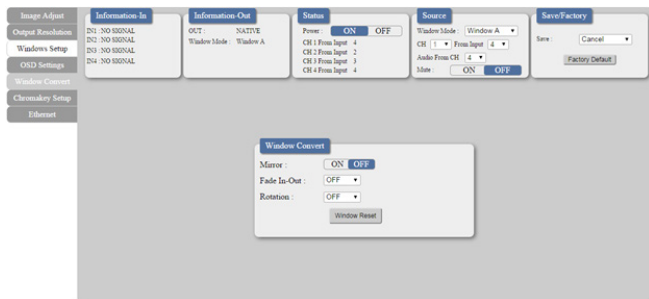 Image Adjust
Output Resolution
Windows Setup
OSD Settings
Window Convert
Chromakey Setup
Ethernet
Information-In
IN1 :NO SIGNAL
IN2 :NO SIGNAL
IN3 :NO SIGNAL
IN4 :NO SIGNAL
Information-Out
OUT : NATIVE
Window Mode : Window A
Status
Power : ON OFF
CH 1 From Input 4
CH 2 From Input 2
CH 3 From Input 3
CH 4 From Input 4
Source
Window Mode : Window A
CH 1 From Input 4
Audio From CH 4
Mute : ON OFF
Save/Factory
Save : Cancel
Factory Default
Window Convert
Mirror : ON OFF
Fade In-Out : OFF
Rotation : OFF
Window Reset